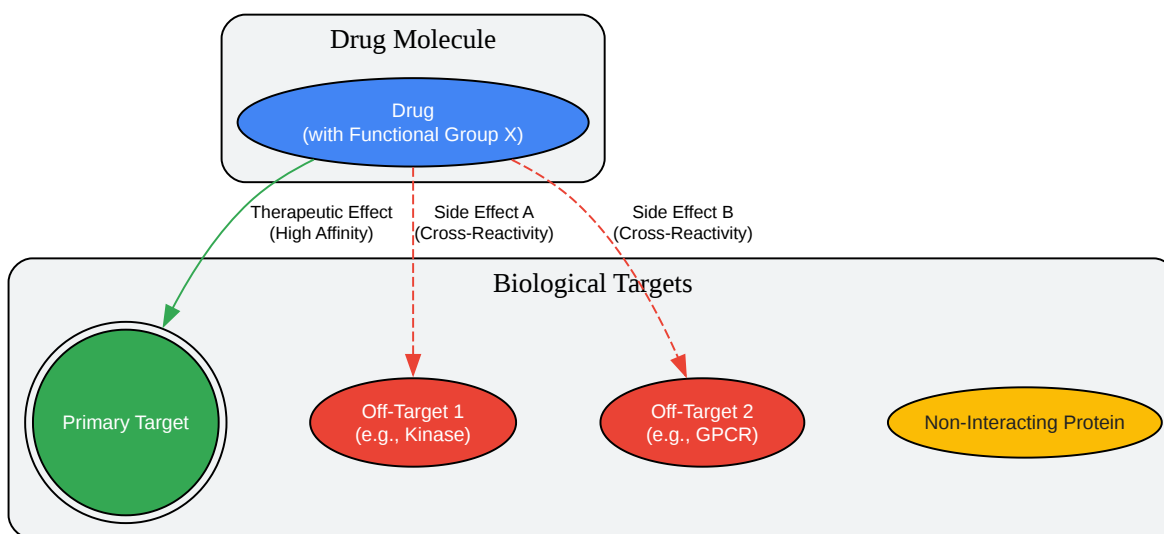 Drug Molecule
Drug
(with Functional Group X)
Therapeutic Effect
(High Affinity)
Side Effect A
(Cross-Reactivity)
Side Effect B
(Cross-Reactivity)
Biological Targets
Primary Target
Off-Target 1
(e.g., Kinase)
Off-Target 2
(e.g., GPCR)
Non-Interacting Protein